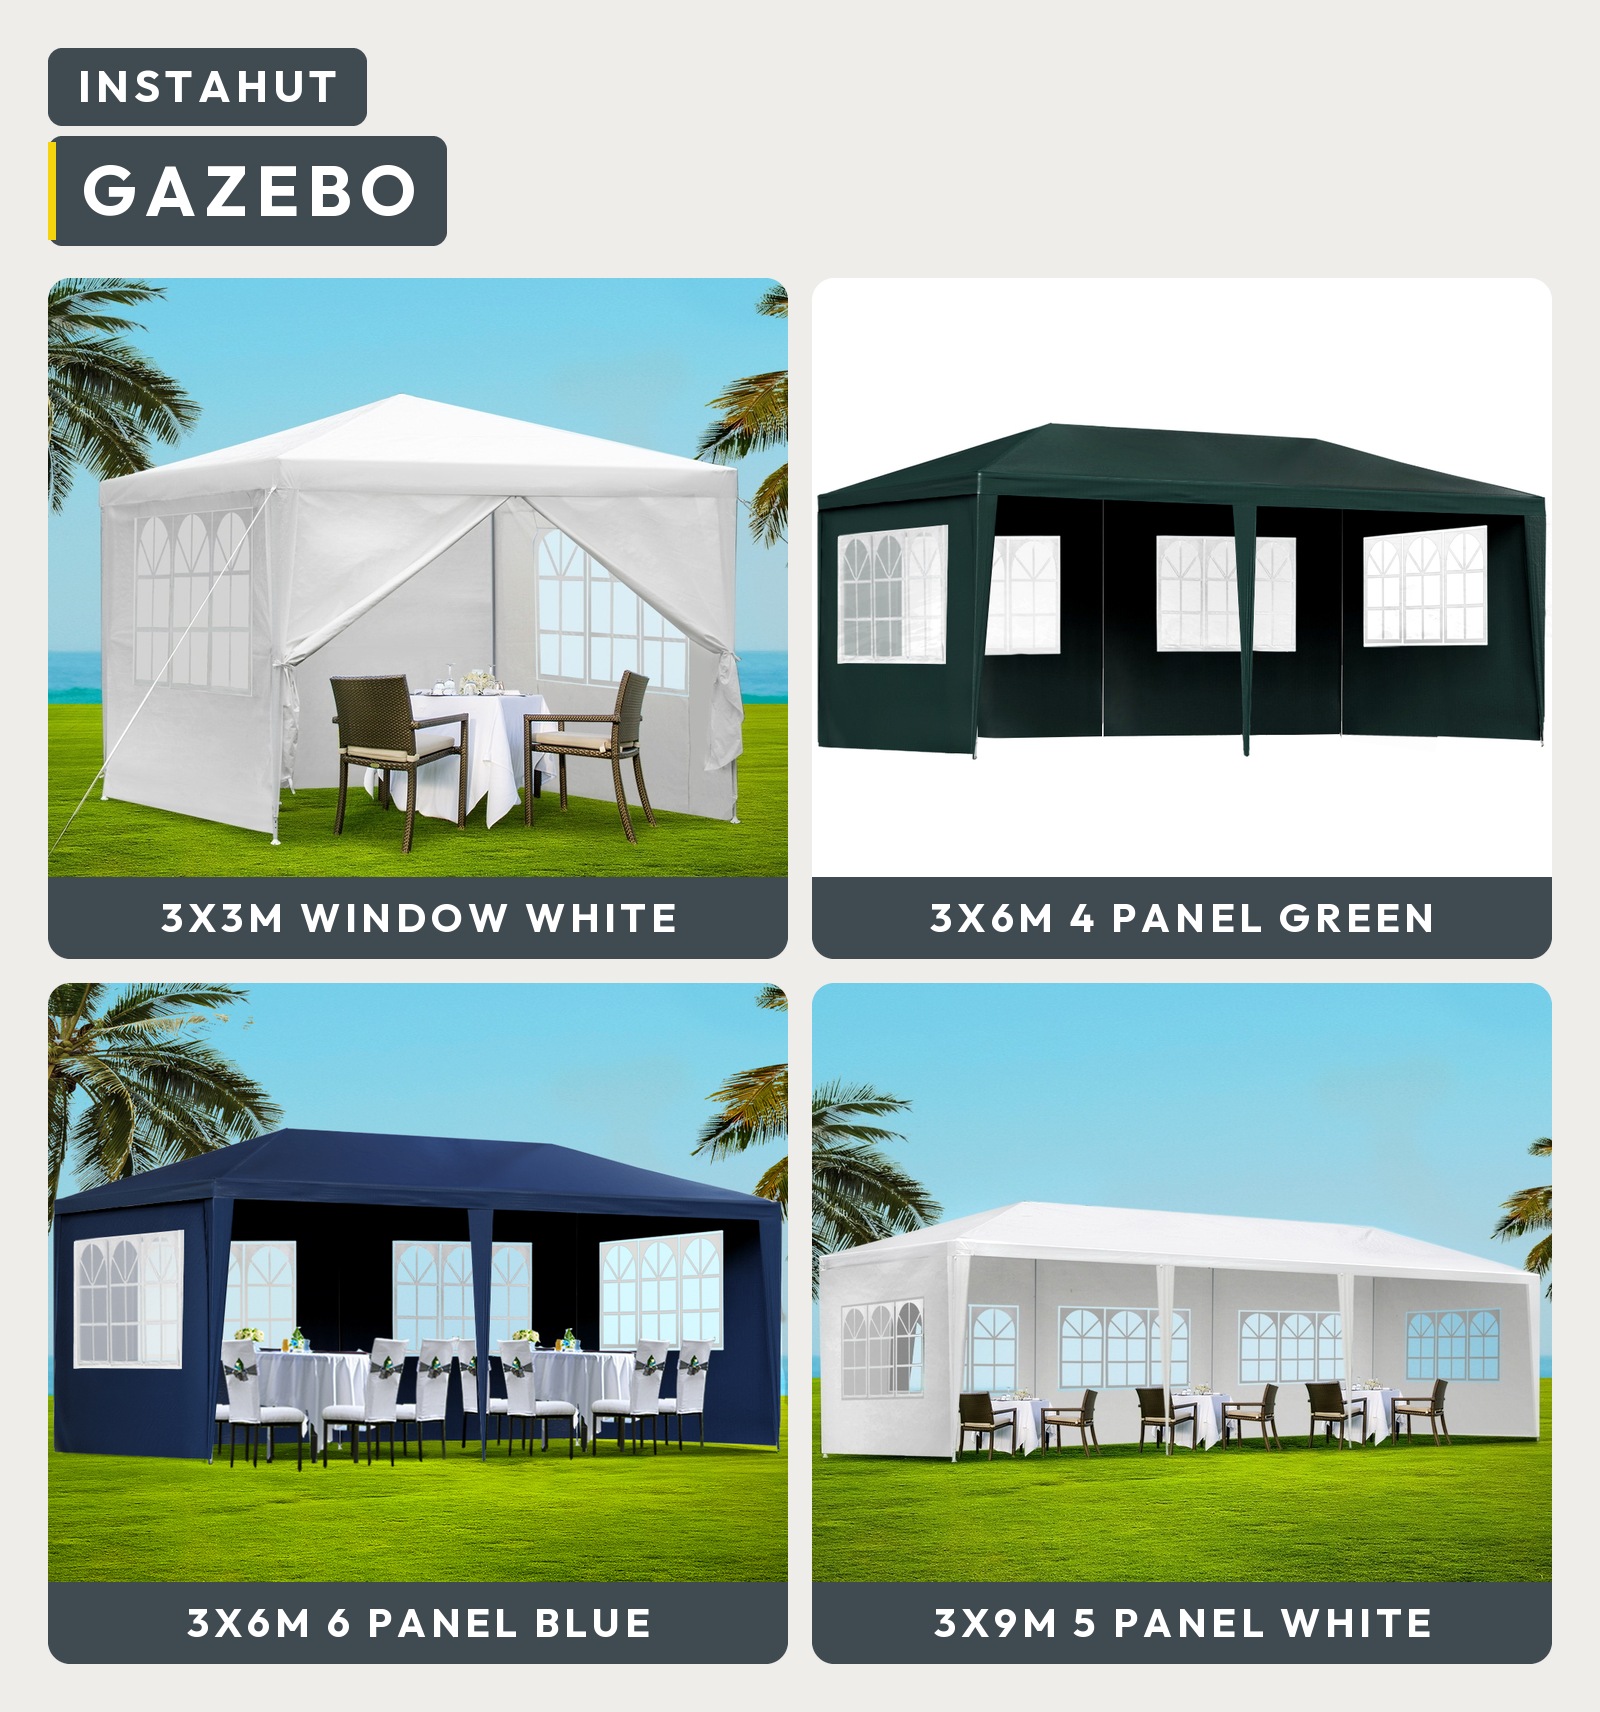 INSTAHUT
GAZEBO
3X3M WINDOW WHITE
3X6M 4 PANEL GREEN
3X6M 6 PANEL BLUE
3X9M 5 PANEL WHITE